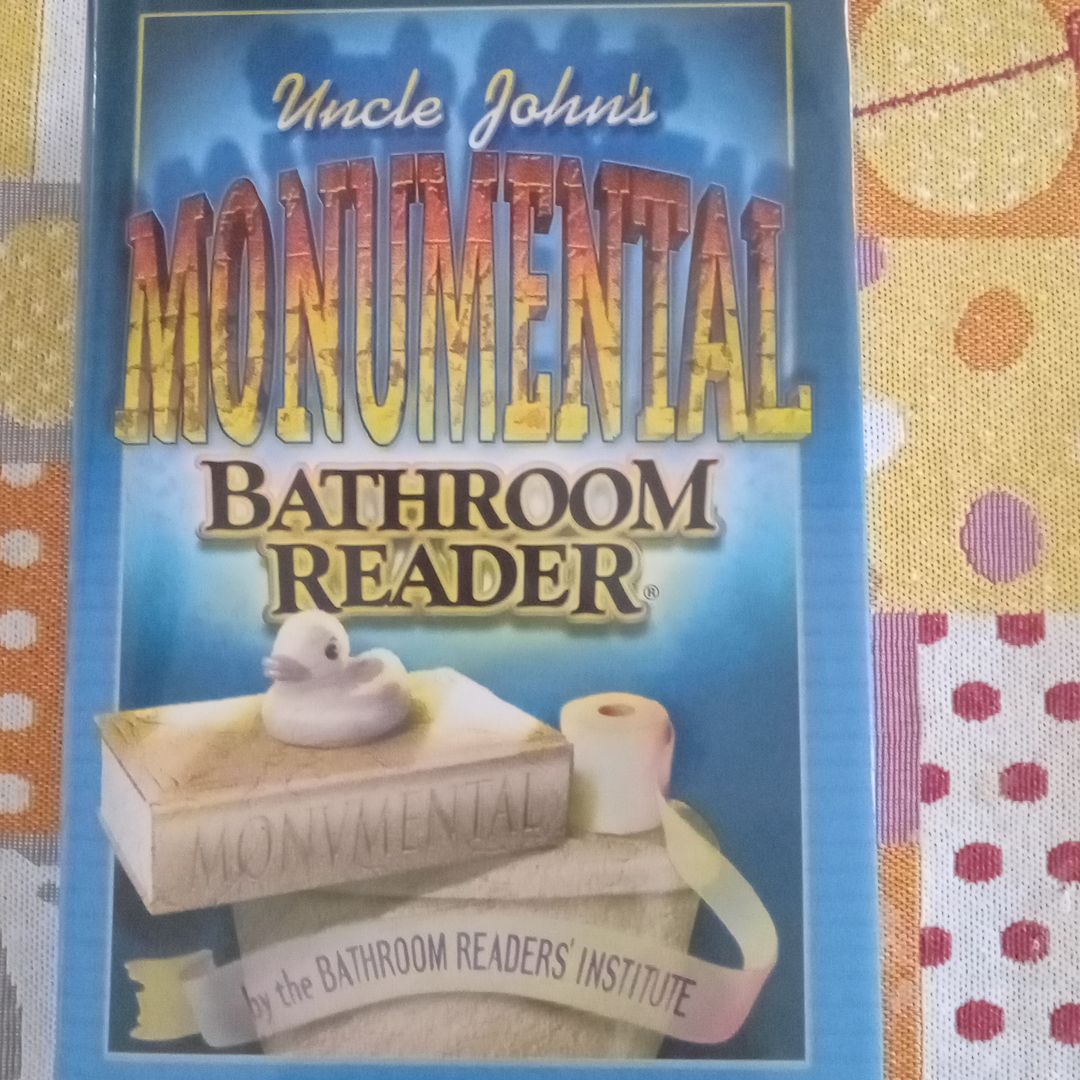 Uncle John's
MONUMENTAL
BATHROOM
READER®
MONVMENTAL
by the BATHROOM READERS' INSTITUTE